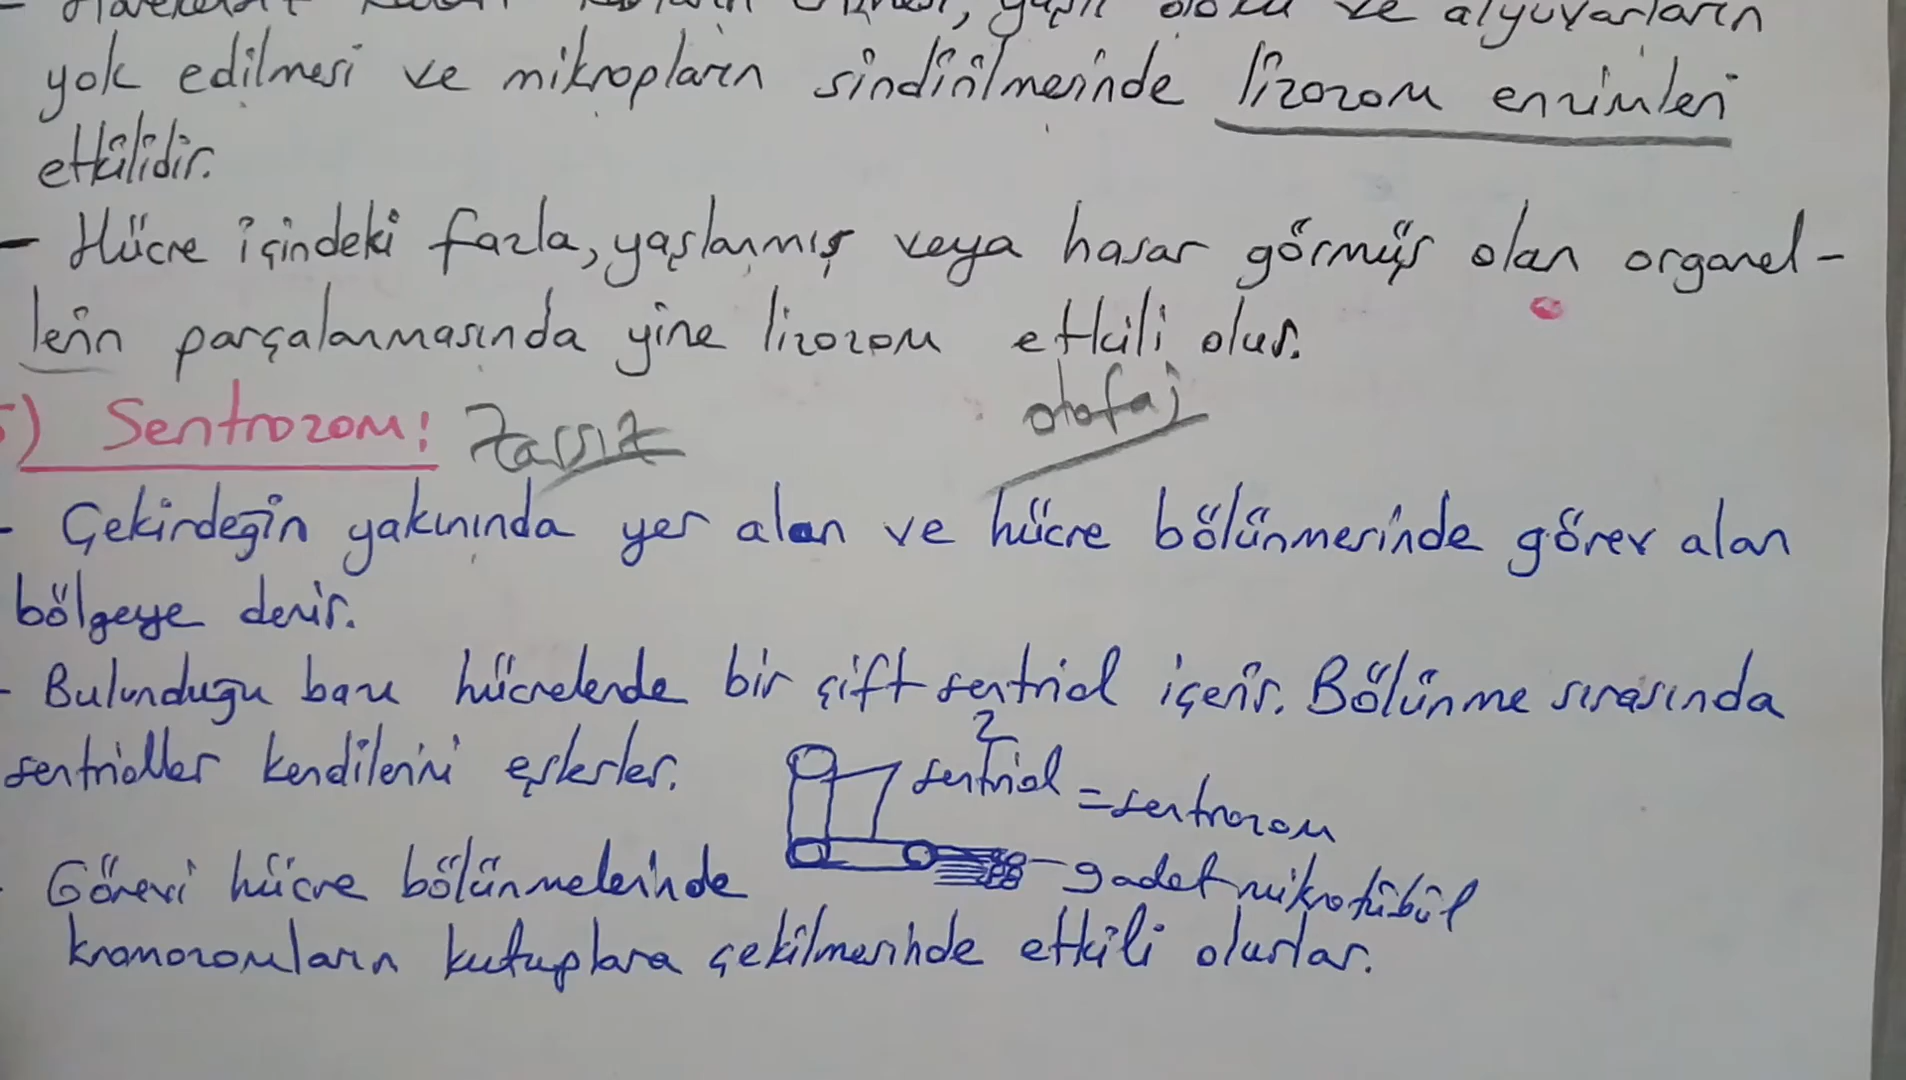 yaşlı ve alyuvarların
yok edilmesi ve mikropların sindirilmesinde lizozom enzimleri
etkilidir.
- Hücre içindeki fazla, yaşlanmış veya hasar görmüş olan organel-
lerin parçalanmasında yine lizozom etkili olur.
otofaji
5) Sentrozom: Zarsız
- Çekirdeğin yakınında yer alan ve hücre bölünmesinde görev alan
bölgeye denir.
- Bulunduğu bazı hücrelerde bir çift sentriol içerir. Bölünme sırasında
sentrioller kendilerini eşlerler.
2 sentriol = sentrozom
9 adet mikrotübül
- Görevi hücre bölünmelerinde
kromozomların kutuplara çekilmesinde etkili olurlar.